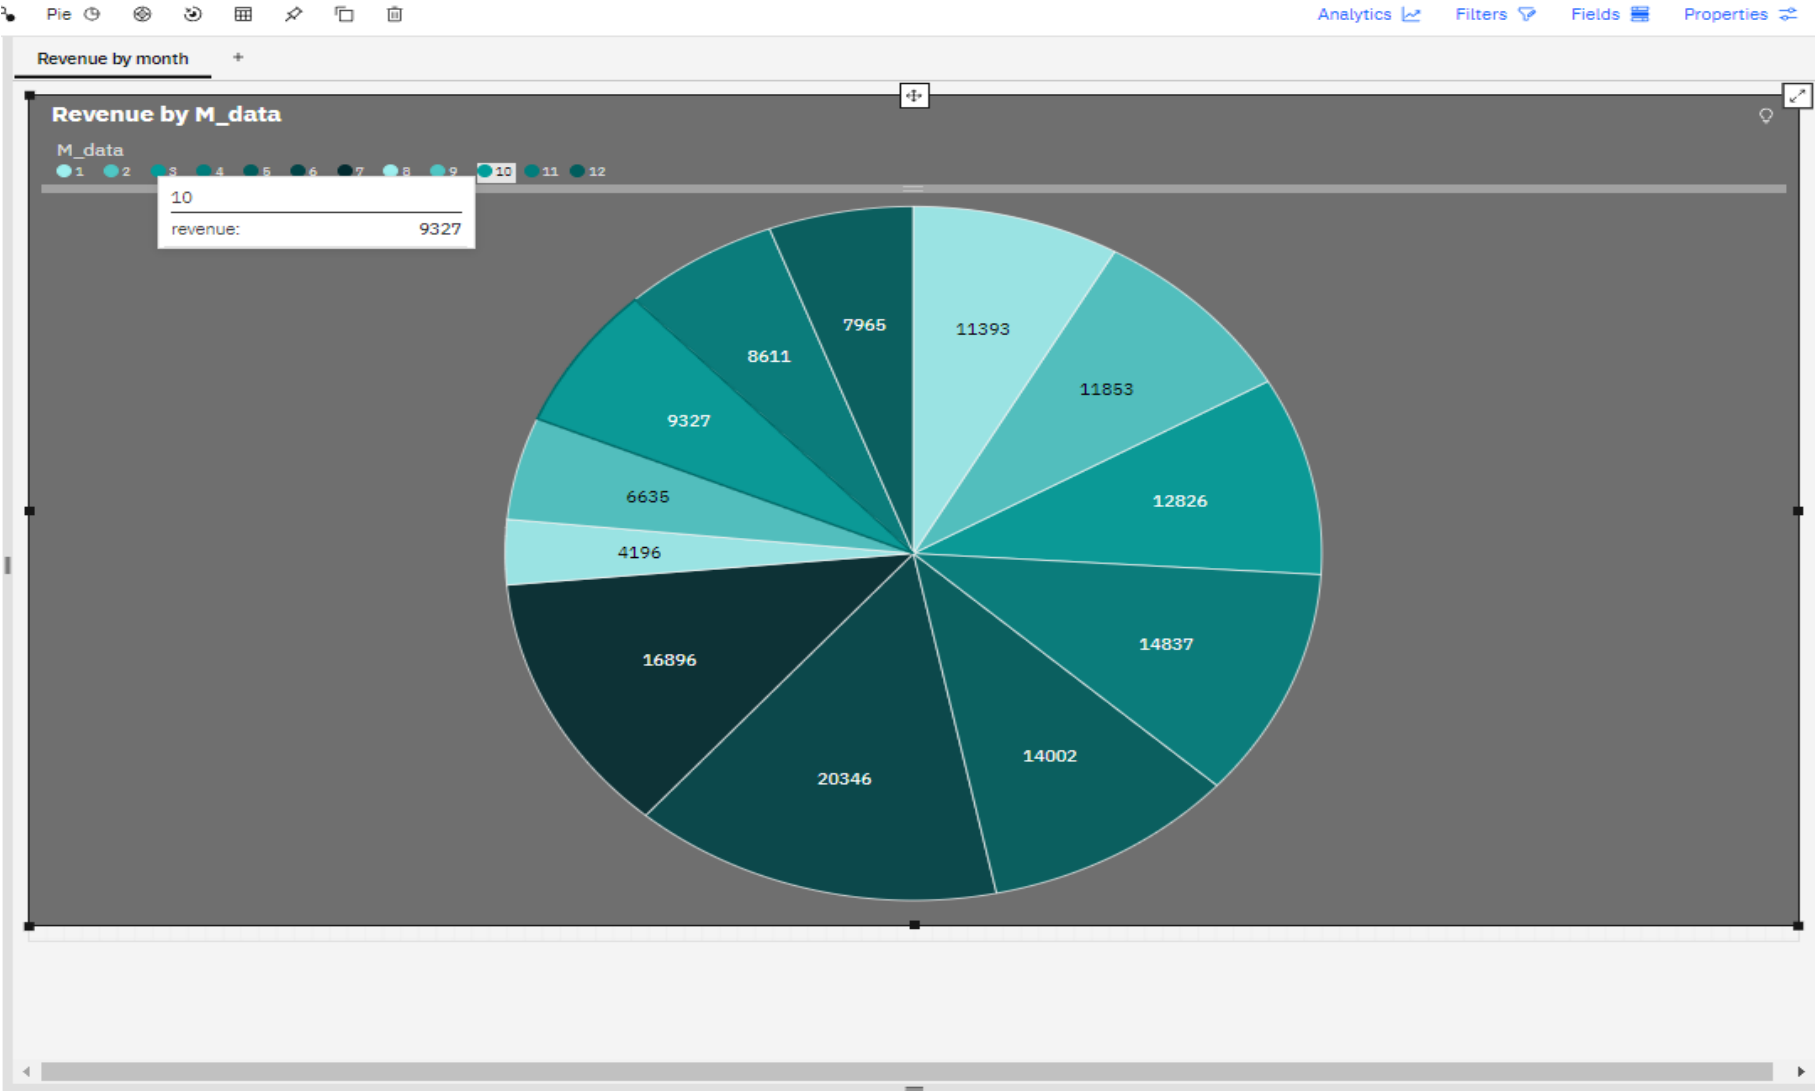 Pie
Analytics Filters Fields Properties
Revenue by month +
Revenue by M_data
M_data
1 2 3 4 5 6 7 8 9 10 11 12
10
revenue: 9327
7965
11393
8611
11853
9327
6635
12826
4196
14837
16896
14002
20346